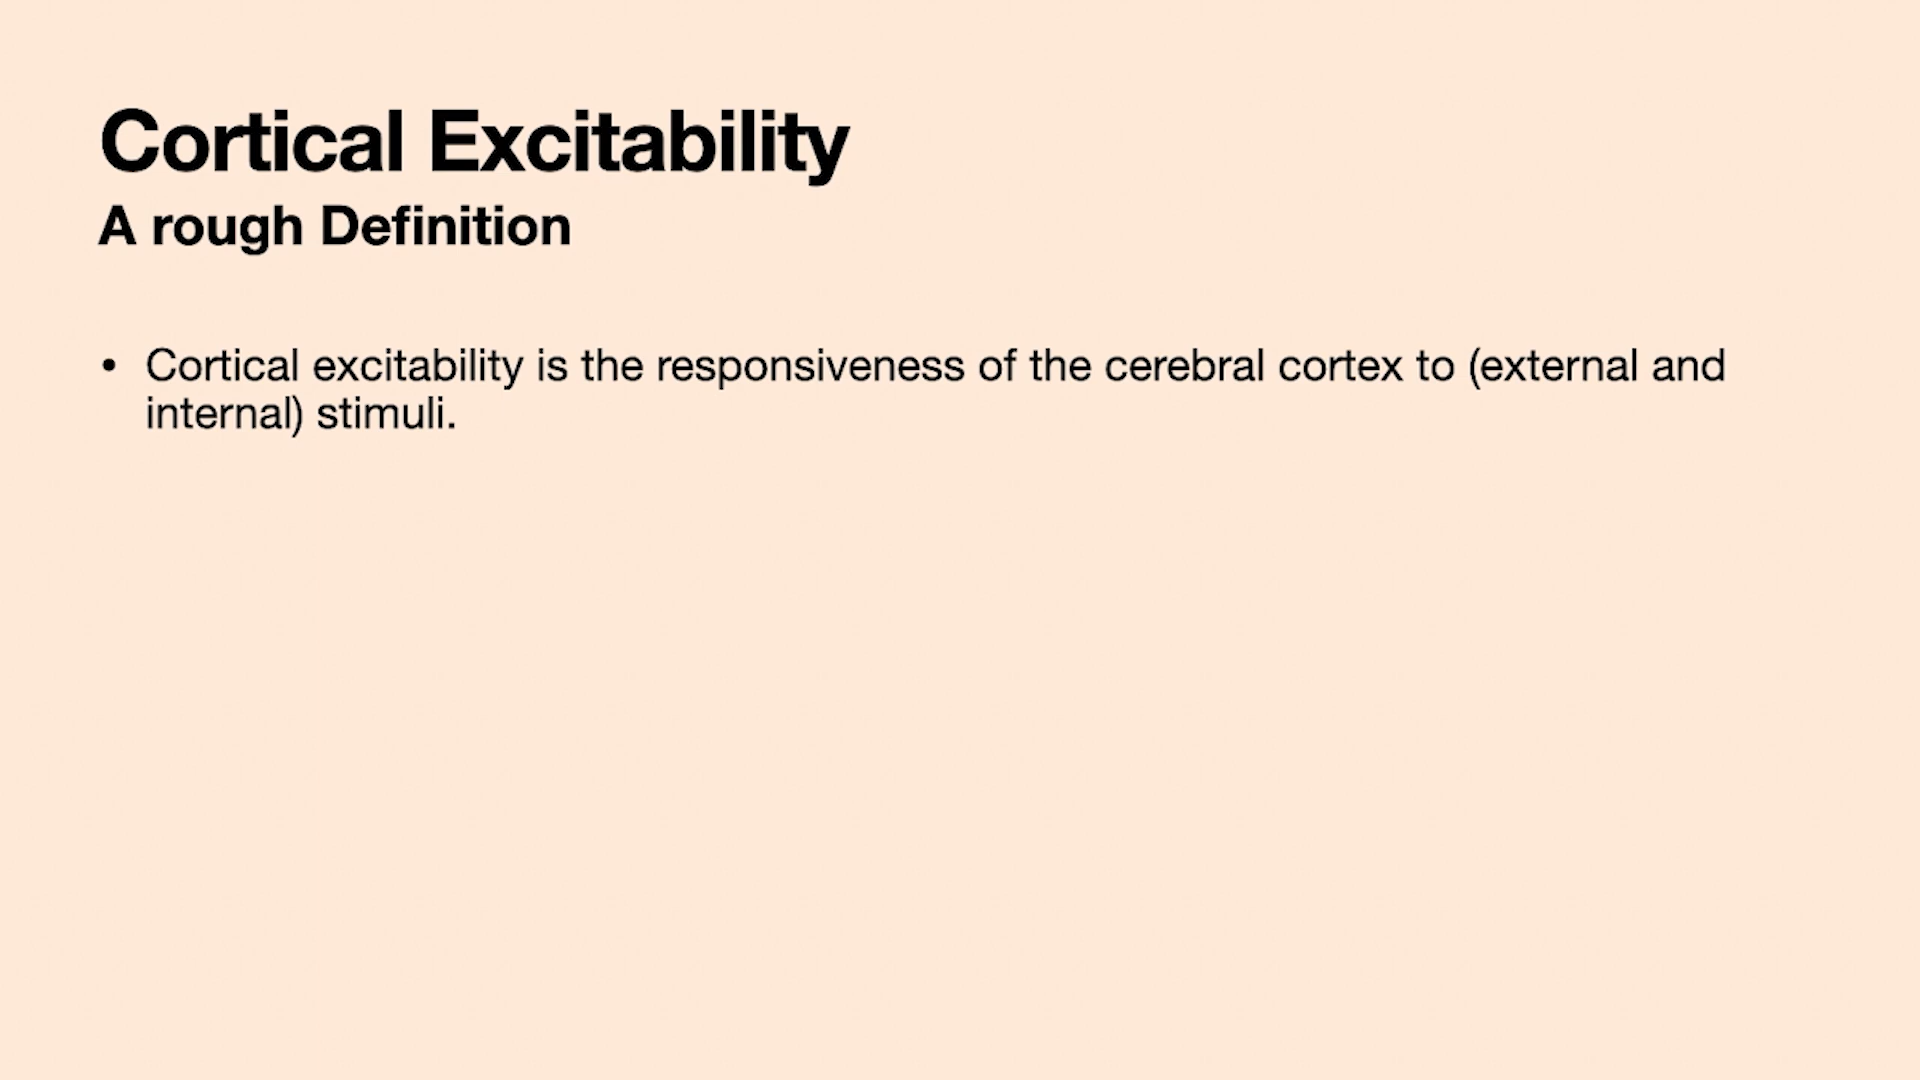 Cortical Excitability
A rough Definition
• Cortical excitability is the responsiveness of the cerebral cortex to (external and
internal) stimuli.